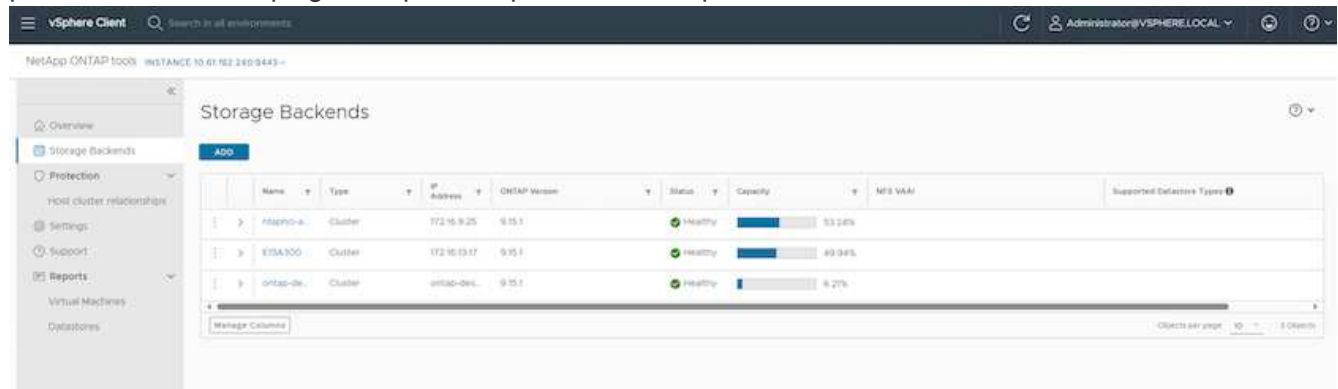 vSphere Client Search in all environments Administrator@VSPHERE.LOCAL
NetApp ONTAP tools INSTANCE 10.61.182.240:8443
Overview
Storage Backends
Protection
Host cluster relationships
Settings
Support
Reports
Virtual Machines
Datastores
Storage Backends
ADD
Name Type IP Address ONTAP Version Status Capacity NFS VAAI Supported Datastore Types
Cluster 172.16.9.25 9.15.1 Healthy 53.24%
E13A300 Cluster 172.16.13.17 9.15.1 Healthy 49.94%
ontap-de.. Cluster ontap-des... 9.15.1 Healthy 6.21%
Manage Columns Objects per page 10 3 Objects